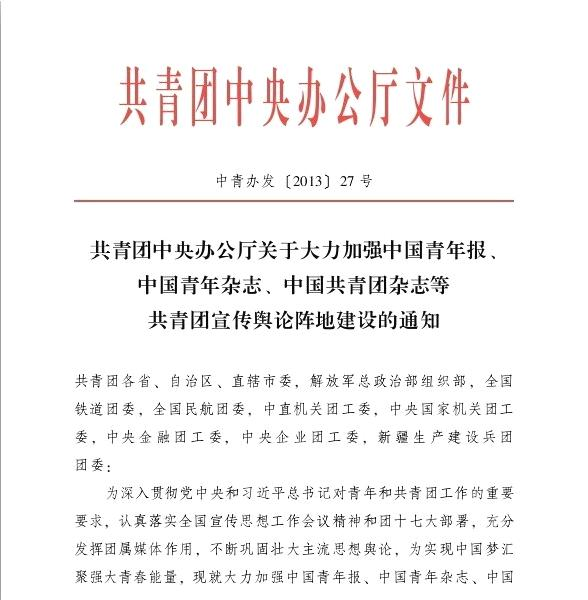 共青团中央办公厅文件
中青办发〔2013〕27 号
共青团中央办公厅关于大力加强中国青年报、
中国青年杂志、中国共青团杂志等
共青团宣传舆论阵地建设的通知
共青团各省、自治区、直辖市委，解放军总政治部组织部，全国
铁道团委，全国民航团委，中直机关团工委，中央国家机关团工
委，中央金融团工委，中央企业团工委，新疆生产建设兵团
团委：
为深入贯彻党中央和习近平总书记对青年和共青团工作的重要
要求，认真落实全国宣传思想工作会议精神和团十七大部署，充分
发挥团属媒体作用，不断巩固壮大主流思想舆论，为实现中国梦汇
聚强大青春能量，现就大力加强中国青年报、中国青年杂志、中国